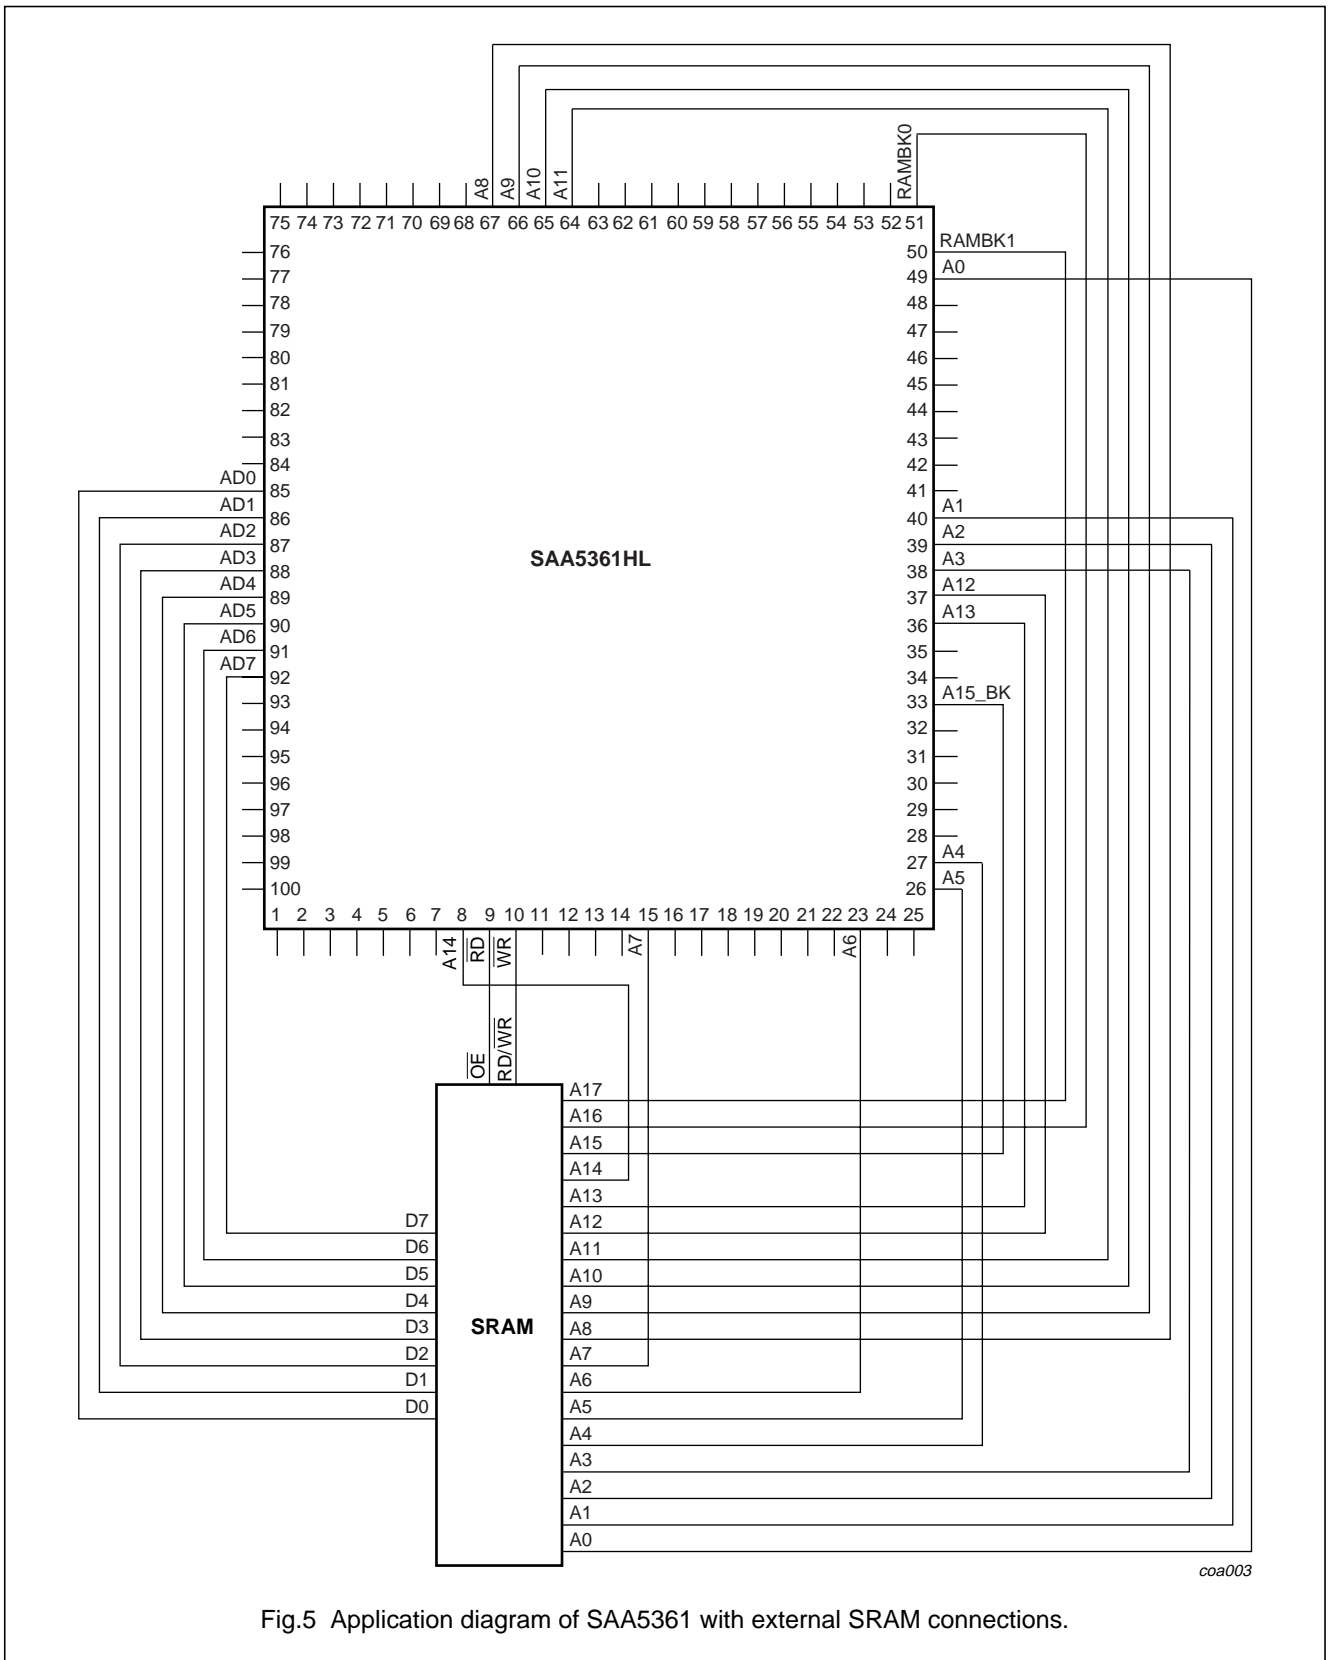 A8
A9
A10
A11
RAMBK0
75 74 73 72 71 70 69 68 67 66 65 64 63 62 61 60 59 58 57 56 55 54 53 52 51
76
77
78
79
80
81
82
83
84
AD0
85
AD1
86
AD2
87
AD3
88
AD4
89
AD5
90
AD6
91
AD7
92
93
94
95
96
97
98
99
100
SAA5361HL
RAMBK1
50
A0
49
48
47
46
45
44
43
42
41
A1
40
A2
39
A3
38
A12
37
A13
36
35
34
A15_BK
33
32
31
30
29
28
A4
27
A5
26
1 2 3 4 5 6 7 8 9 10 11 12 13 14 15 16 17 18 19 20 21 22 23 24 25
A14
RD
WR
A7
A6
OE
RD/WR
D7
D6
D5
D4
D3
D2
D1
D0
SRAM
A17
A16
A15
A14
A13
A12
A11
A10
A9
A8
A7
A6
A5
A4
A3
A2
A1
A0
coa003
Fig.5 Application diagram of SAA5361 with external SRAM connections.